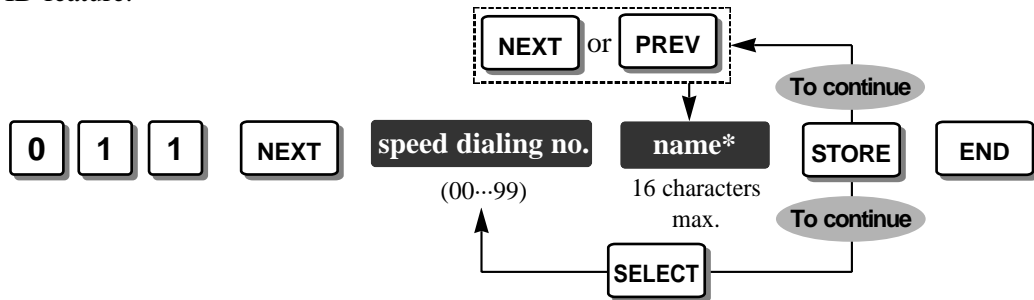 ID feature.
NEXT or PREV
To continue
0 1 1 NEXT speed dialing no. name* STORE END
(00···99) 16 characters
max.
To continue
SELECT